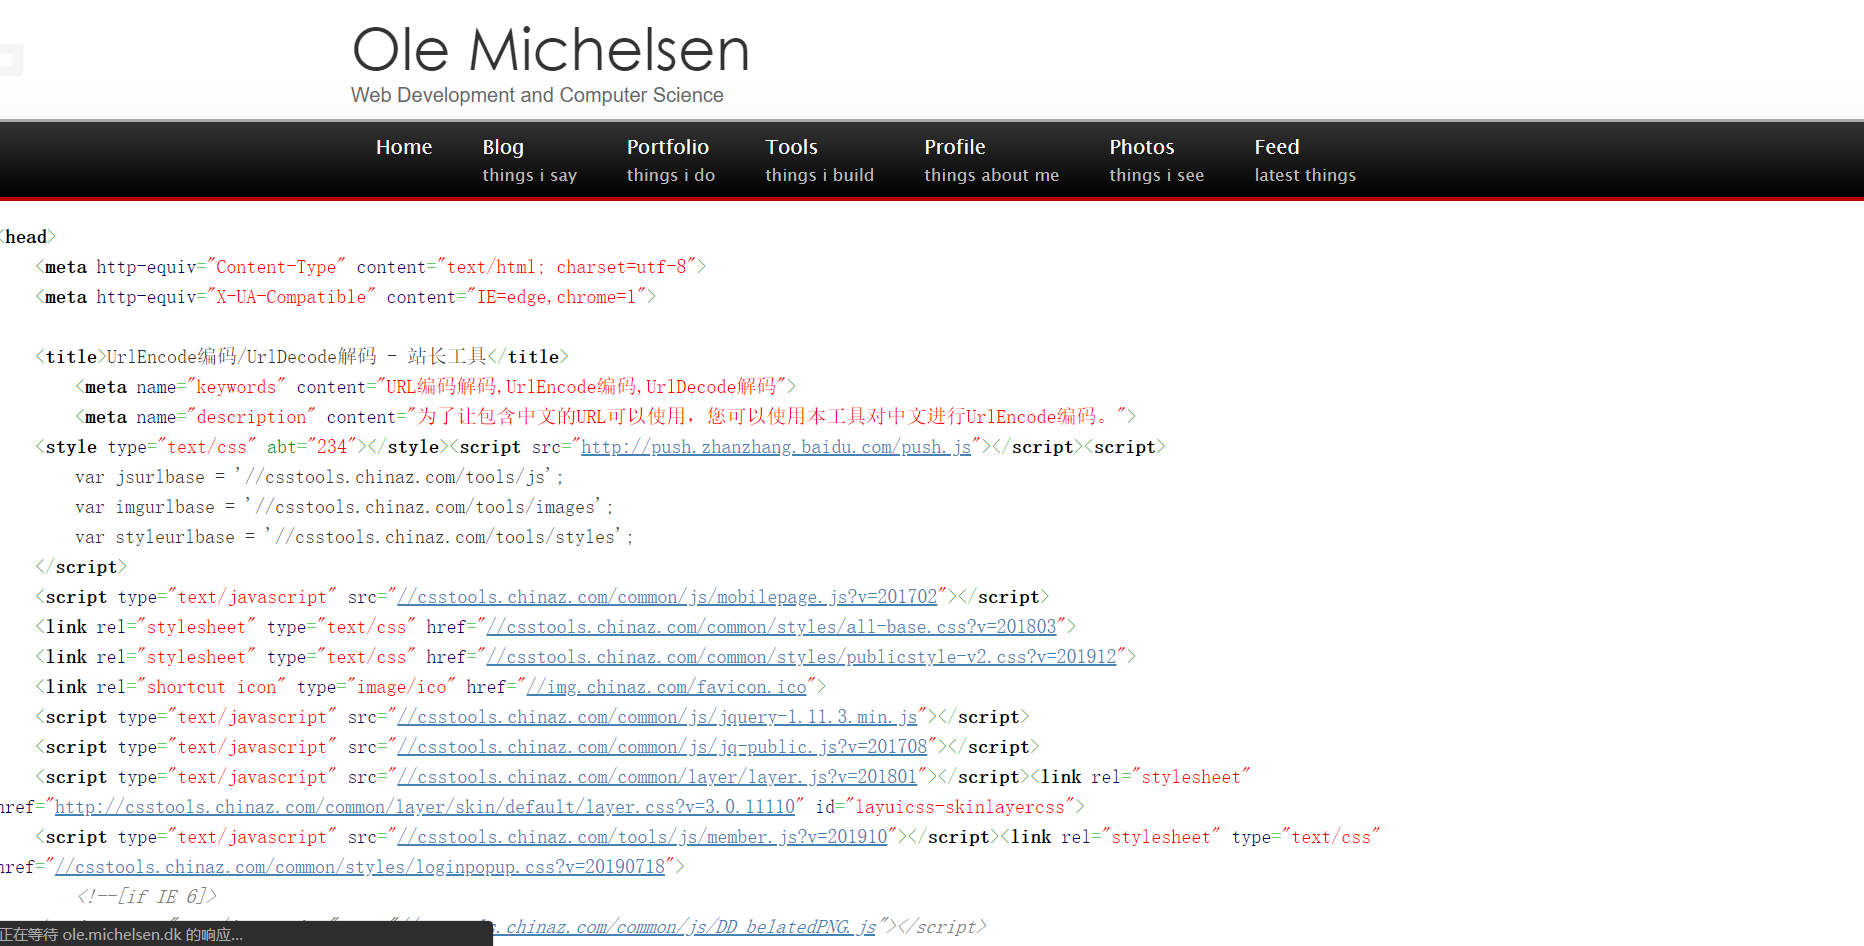 Ole Michelsen
Web Development and Computer Science
Home Blog Portfolio Tools Profile Photos Feed
things i say things i do things i build things about me things i see latest things
<head>
<meta http-equiv="Content-Type" content="text/html; charset=utf-8">
<meta http-equiv="X-UA-Compatible" content="IE=edge,chrome=1">
<title>UrlEncode编码/UrlDecode解码 - 站长工具</title>
<meta name="keywords" content="URL编码解码,UrlEncode编码,UrlDecode解码">
<meta name="description" content="为了让包含中文的URL可以使用，您可以使用本工具对中文进行UrlEncode编码。">
<style type="text/css" abt="234"></style><script src="http://push.zhanzhang.baidu.com/push.js"></script><script>
var jsurlbase = '//csstools.chinaz.com/tools/js';
var imgurlbase = '//csstools.chinaz.com/tools/images';
var styleurlbase = '//csstools.chinaz.com/tools/styles';
</script>
<script type="text/javascript" src="//csstools.chinaz.com/common/js/mobilepage.js?v=201702"></script>
<link rel="stylesheet" type="text/css" href="//csstools.chinaz.com/common/styles/all-base.css?v=201803">
<link rel="stylesheet" type="text/css" href="//csstools.chinaz.com/common/styles/publicstyle-v2.css?v=201912">
<link rel="shortcut icon" type="image/ico" href="//img.chinaz.com/favicon.ico">
<script type="text/javascript" src="//csstools.chinaz.com/common/js/jquery-1.11.3.min.js"></script>
<script type="text/javascript" src="//csstools.chinaz.com/common/js/jq-public.js?v=201708"></script>
<script type="text/javascript" src="//csstools.chinaz.com/common/layer/layer.js?v=201801"></script><link rel="stylesheet"
href="http://csstools.chinaz.com/common/layer/skin/default/layer.css?v=3.0.11110" id="layuicss-skinlayercss">
<script type="text/javascript" src="//csstools.chinaz.com/tools/js/member.js?v=201910"></script><link rel="stylesheet" type="text/css"
href="//csstools.chinaz.com/common/styles/loginpopup.css?v=20190718">
<!--[if IE 6]>
s.chinaz.com/common/js/DD_belatedPNG.js"></script>
正在等待 ole.michelsen.dk 的响应...